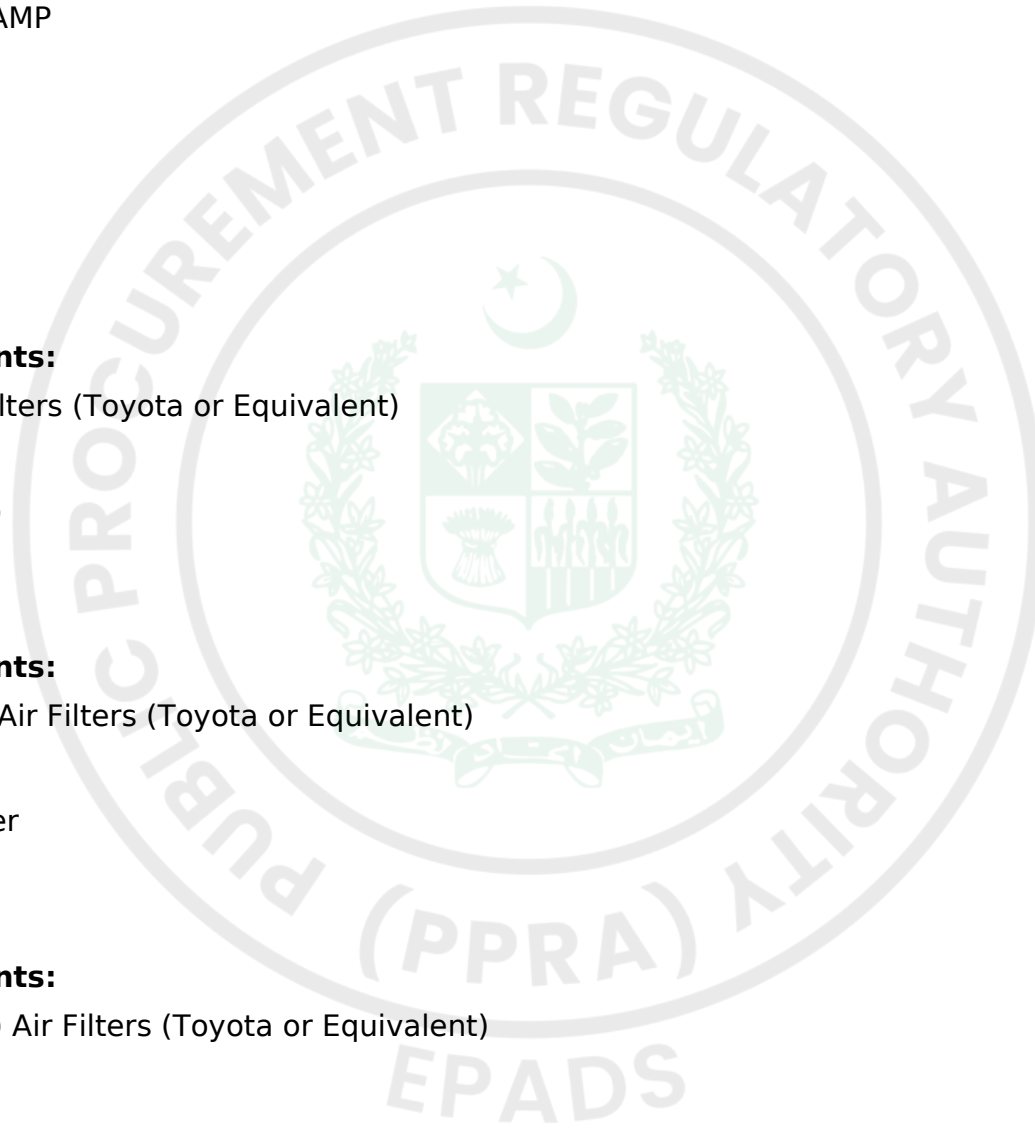 AMP
nts:
lters (Toyota or Equivalent)
nts:
Air Filters (Toyota or Equivalent)
er
nts:
Air Filters (Toyota or Equivalent)
PUBLIC PROCUREMENT REGULATORY AUTHORITY
(PPRA)
EPADS